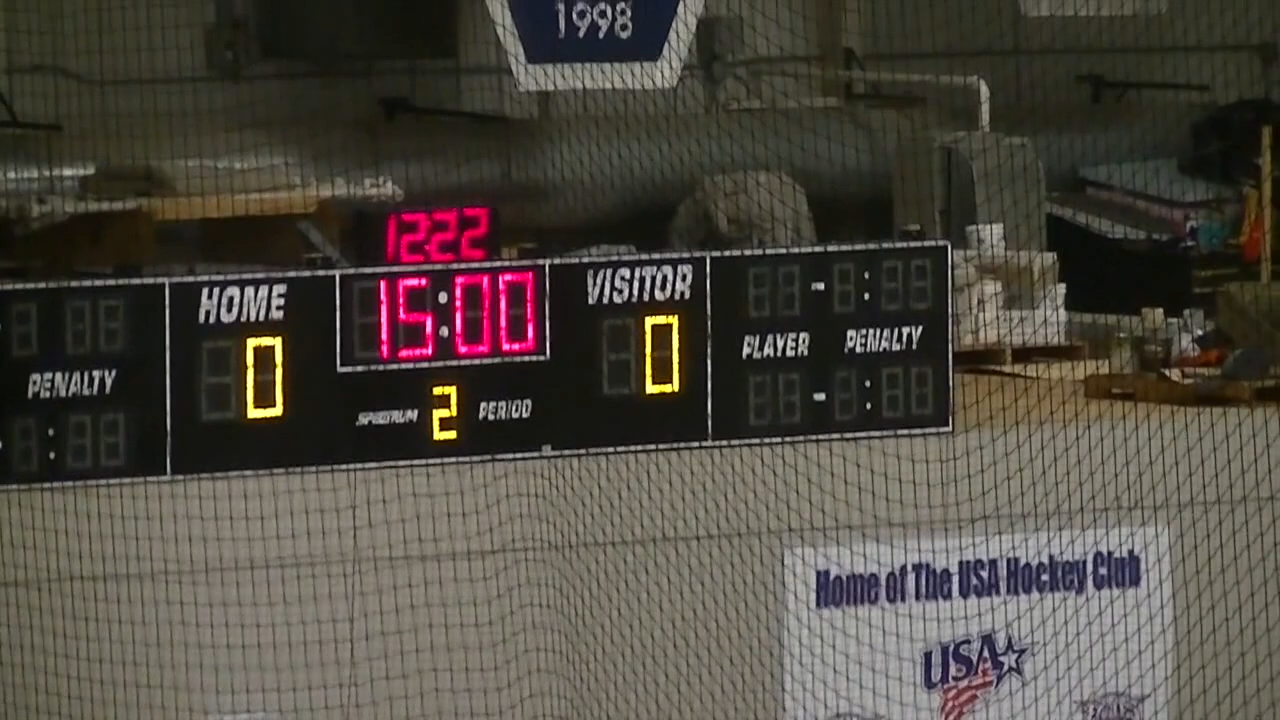 1998
1222
HOME
15:00
VISITOR
0
0
PLAYER PENALTY
PENALTY
SPECTRUM 2 PERIOD
Home of The USA Hockey Club
USA